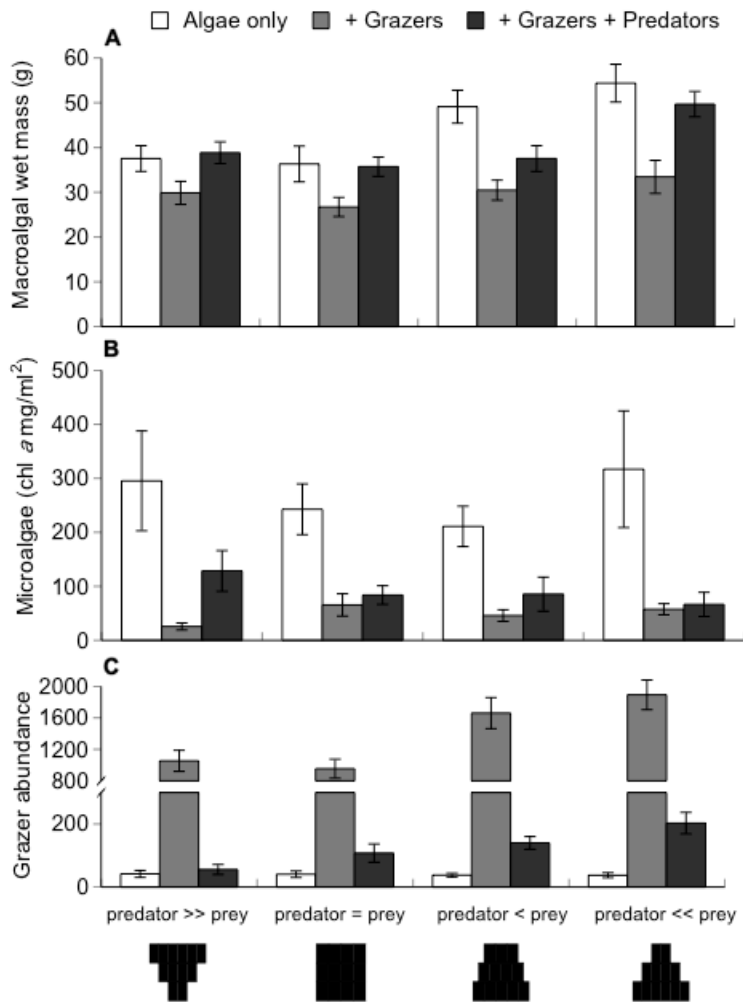 Algae only + Grazers + Grazers + Predators
A
60
50
40
30
20
10
0
Macroalgal wet mass (g)
B
500
400
300
200
100
0
Microalgae (chl a mg/ml²)
C
2000
1600
1200
800
200
0
Grazer abundance
predator >> prey predator = prey predator < prey predator << prey